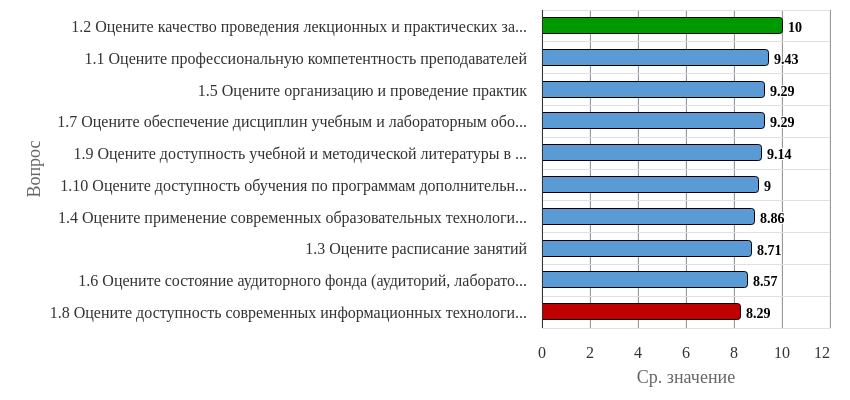 1.2 Оцените качество проведения лекционных и практических за... 10
1.1 Оцените профессиональную компетентность преподавателей 9.43
1.5 Оцените организацию и проведение практик 9.29
1.7 Оцените обеспечение дисциплин учебным и лабораторным обо... 9.29
1.9 Оцените доступность учебной и методической литературы в ... 9.14
1.10 Оцените доступность обучения по программам дополнительн... 9
1.4 Оцените применение современных образовательных технологи... 8.86
1.3 Оцените расписание занятий 8.71
1.6 Оцените состояние аудиторного фонда (аудиторий, лаборато... 8.57
1.8 Оцените доступность современных информационных технологи... 8.29
Вопрос
0 2 4 6 8 10 12
Ср. значение